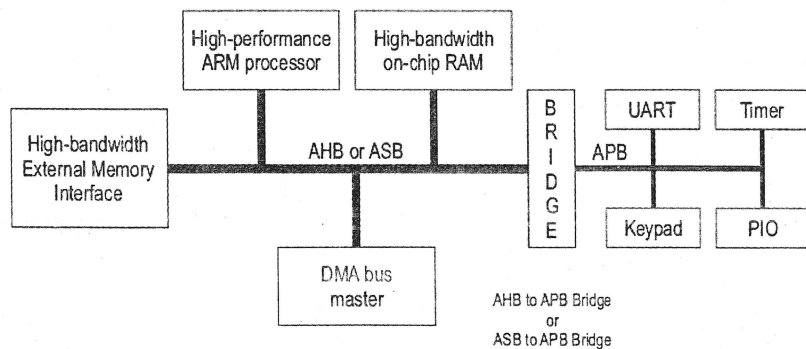 High-performance
ARM processor
High-bandwidth
on-chip RAM
High-bandwidth
External Memory
Interface
AHB or ASB
B
R
I
D
G
E
APB
UART
Timer
Keypad
PIO
DMA bus
master
AHB to APB Bridge
or
ASB to APB Bridge